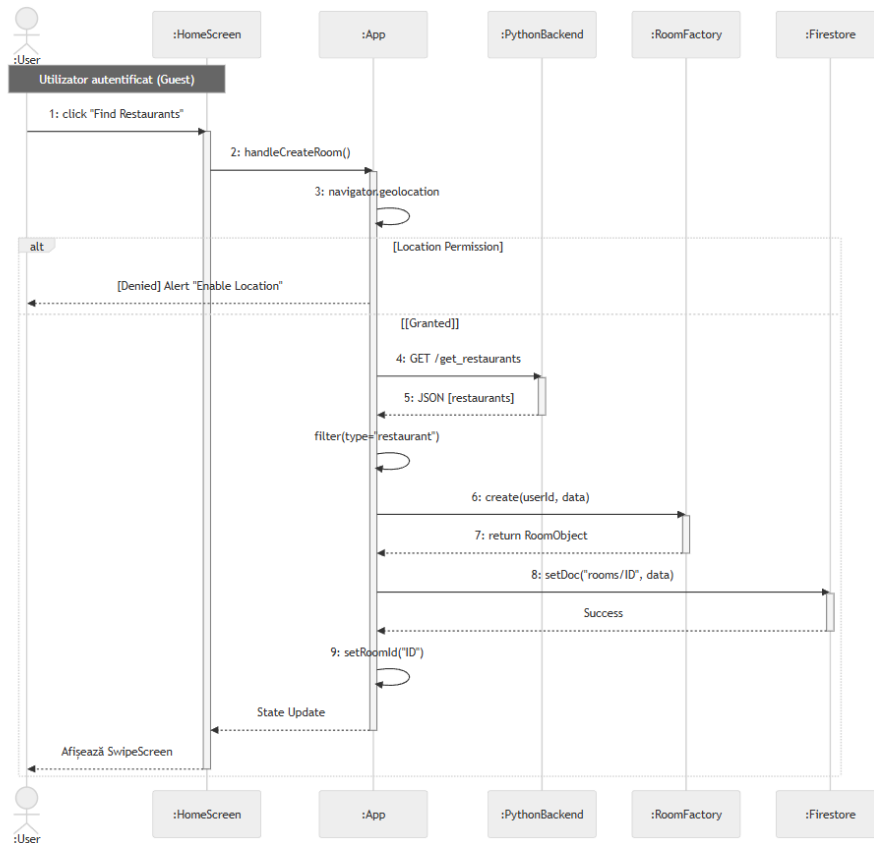 :HomeScreen
:App
:PythonBackend
:RoomFactory
:Firestore
:User
Utilizator autentificat (Guest)
1: click "Find Restaurants"
2: handleCreateRoom()
3: navigator.geolocation
alt
[Location Permission]
[Denied] Alert "Enable Location"
[[Granted]]
4: GET /get_restaurants
5: JSON [restaurants]
filter(type="restaurant")
6: create(userId, data)
7: return RoomObject
8: setDoc("rooms/ID", data)
Success
9: setRoomId("ID")
State Update
Afișează SwipeScreen
:HomeScreen
:App
:PythonBackend
:RoomFactory
:Firestore
:User